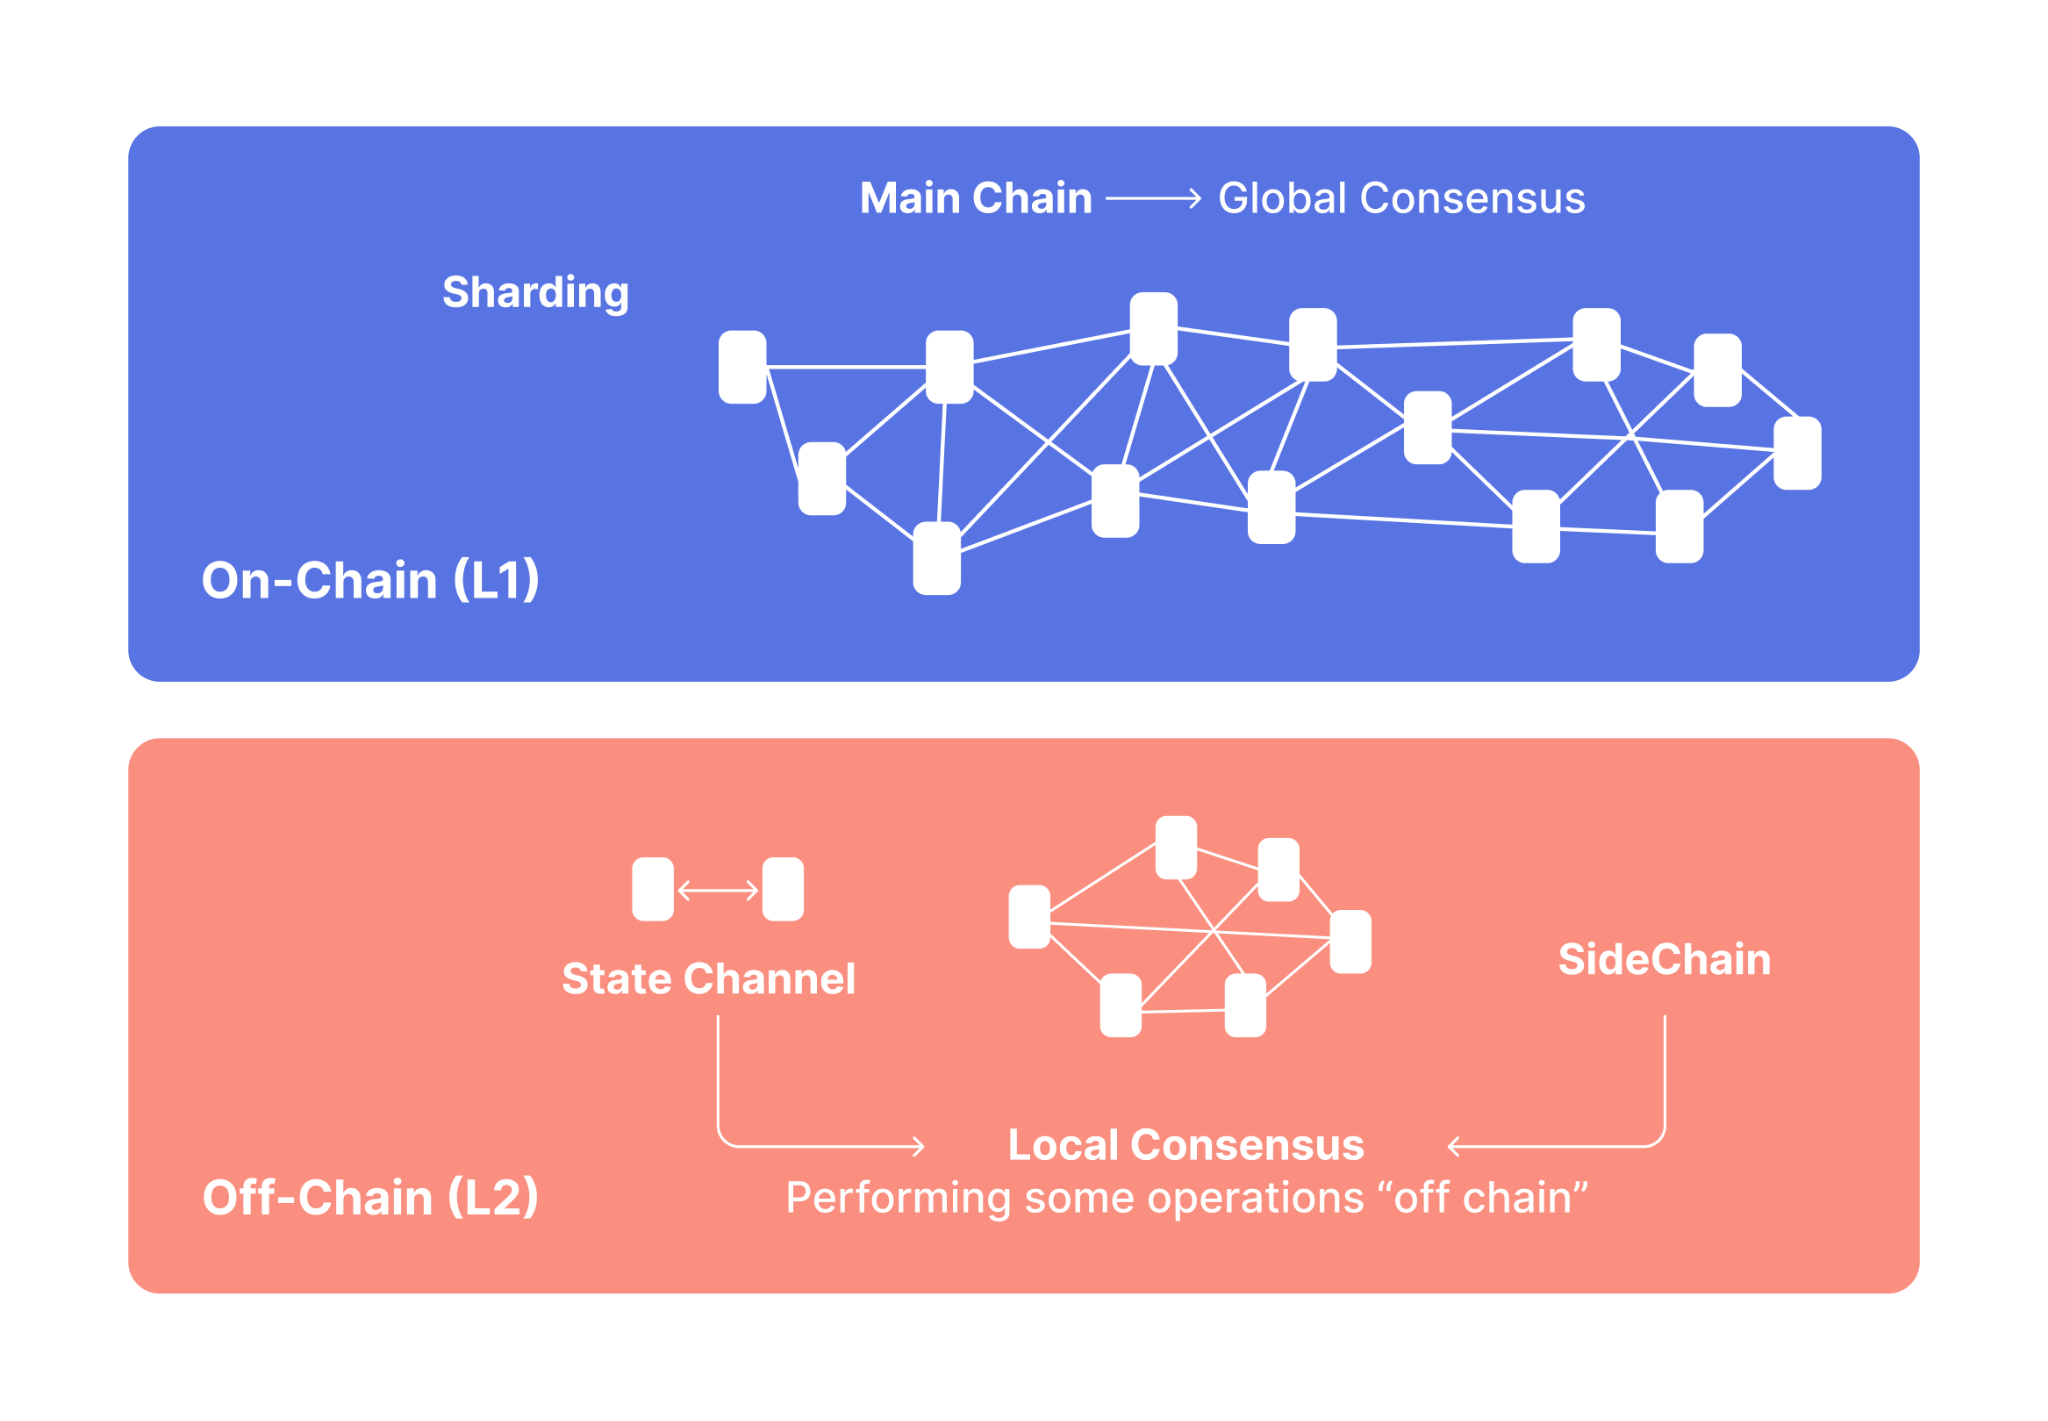 Main Chain
Global Consensus
Sharding
On-Chain (L1)
State Channel
SideChain
Local Consensus
Performing some operations “off chain”
Off-Chain (L2)